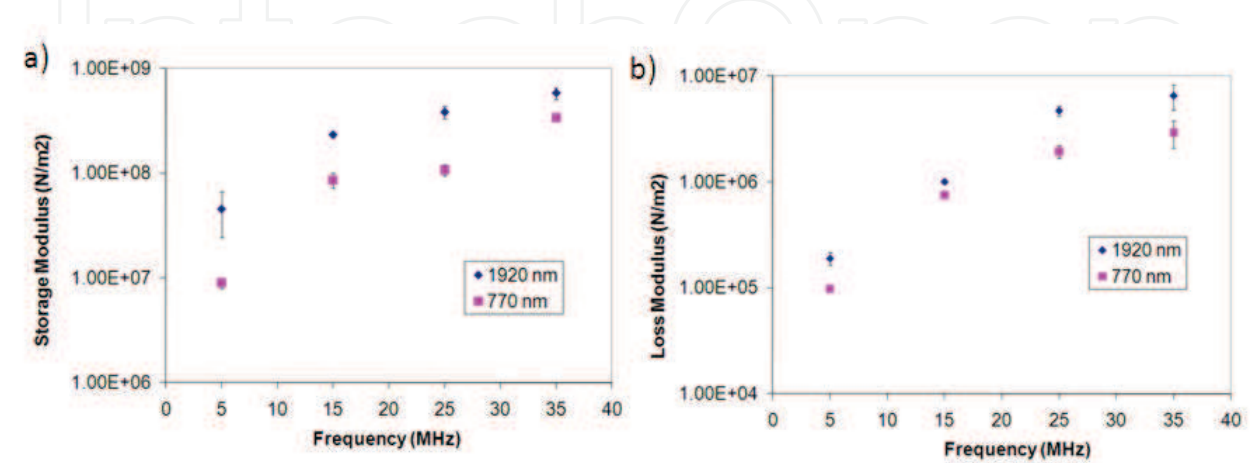 a)
1.00E+09
1.00E+08
1.00E+07
1.00E+06
Storage Modulus (N/m2)
0 5 10 15 20 25 30 35 40
Frequency (MHz)
1920 nm
770 nm
b)
1.00E+07
1.00E+06
1.00E+05
1.00E+04
Loss Modulus (N/m2)
0 5 10 15 20 25 30 35 40
Frequency (MHz)
1920 nm
770 nm